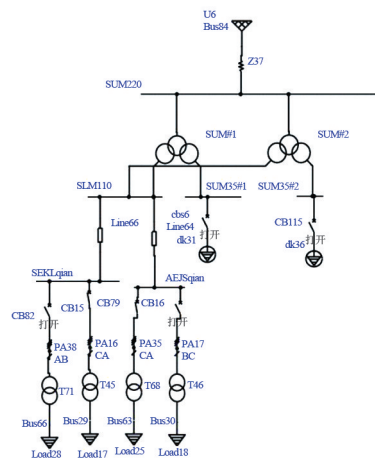 U6
Bus84
Z37
SUM220
SUM#1
SUM#2
SLM110
SUM35#1
SUM35#2
cbs6
Line64
dk31
打开
CB115
打开
dk36
Line66
SEKLqian
AEJSqian
CB82
打开
CB15
CB79
CB16
打开
PA38
AB
PA16
CA
PA35
CA
PA17
BC
T71
T45
T68
T46
Bus66
Bus29
Bus63
Bus30
Load28
Load17
Load25
Load18